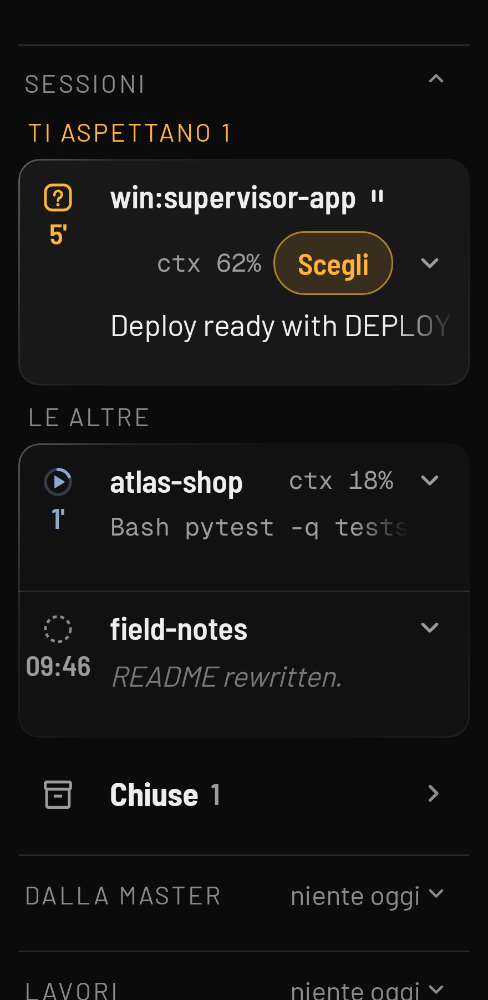 SESSIONI
TI ASPETTANO 1
win:supervisor-app
5'
ctx 62% Scegli
Deploy ready with DEPLOY
LE ALTRE
atlas-shop ctx 18%
1'
Bash pytest -q tests
field-notes
09:46
README rewritten.
Chiuse 1
DALLA MASTER niente oggi
LAVORI niente oggi